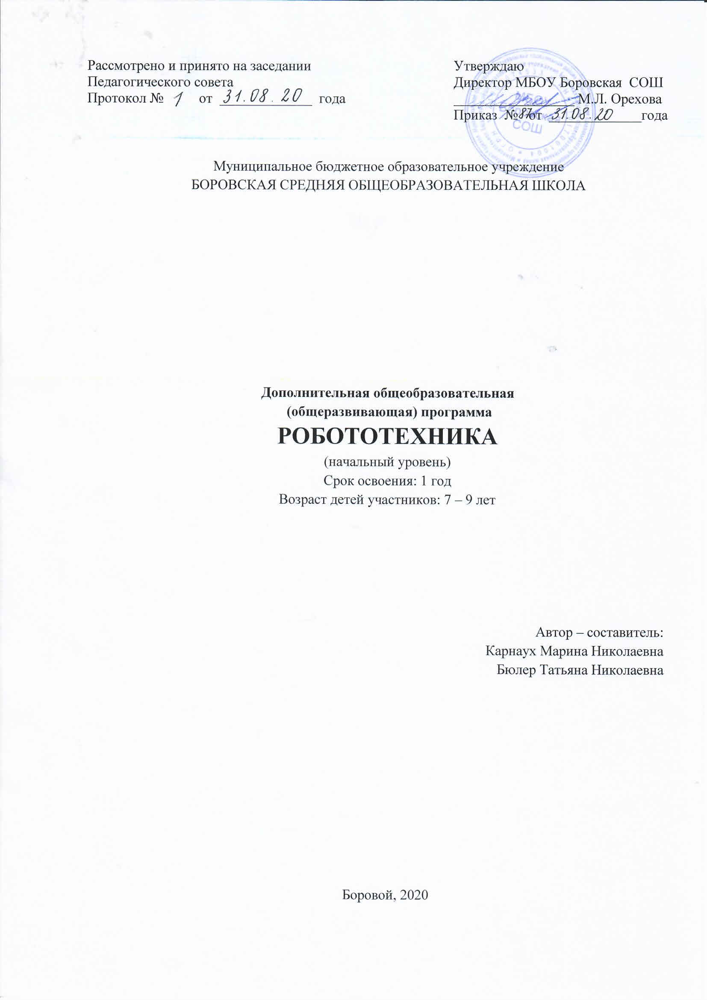 Рассмотрено и принято на заседании
Педагогического совета
Протокол № 1 от 31.08.20 года
Утверждаю
Директор МБОУ Боровская СОШ
М.Л. Орехова
Приказ № 87 от 31.08.20 года
СОШ
Муниципальное бюджетное образовательное учреждение
БОРОВСКАЯ СРЕДНЯЯ ОБЩЕОБРАЗОВАТЕЛЬНАЯ ШКОЛА
Дополнительная общеобразовательная
(общеразвивающая) программа
РОБОТОТЕХНИКА
(начальный уровень)
Срок освоения: 1 год
Возраст детей участников: 7 – 9 лет
Автор – составитель:
Карнаух Марина Николаевна
Бюлер Татьяна Николаевна
Боровой, 2020